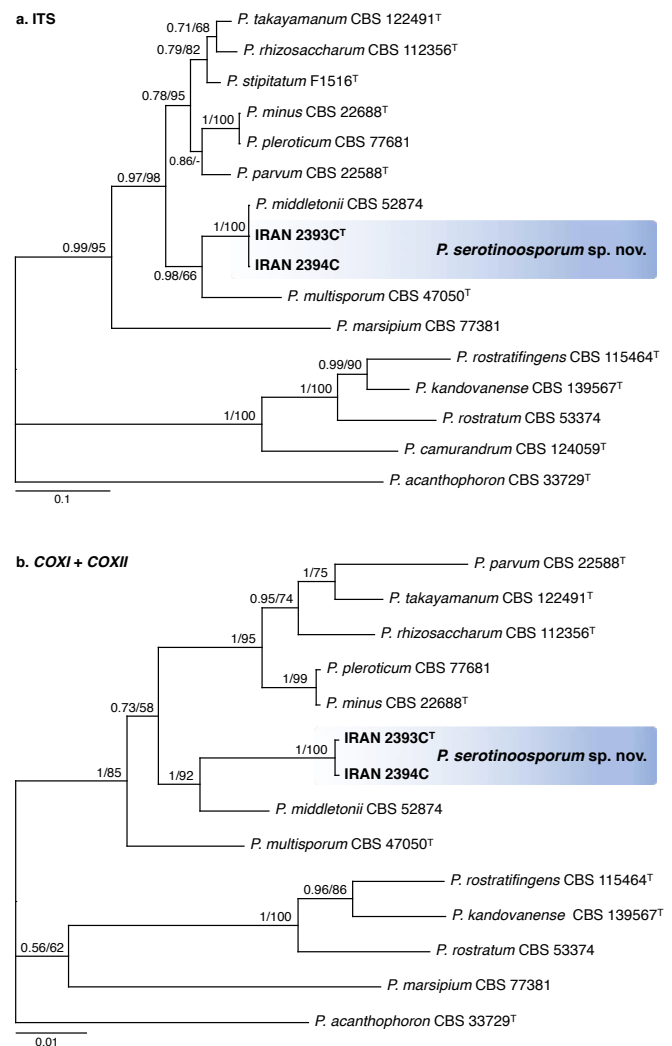 a. ITS
0.71/68
P. takayamanum CBS 122491ᵀ
0.79/82
P. rhizosaccharum CBS 112356ᵀ
P. stipitatum F1516ᵀ
0.78/95
1/100
P. minus CBS 22688ᵀ
P. pleroticum CBS 77681
0.86/-
P. parvum CBS 22588ᵀ
0.97/98
P. middletonii CBS 52874
1/100
IRAN 2393Cᵀ
P. serotinoosporum sp. nov.
0.99/95
IRAN 2394C
0.98/66
P. multisporum CBS 47050ᵀ
P. marsipium CBS 77381
P. rostratifingens CBS 115464ᵀ
0.99/90
1/100
P. kandovanense CBS 139567ᵀ
1/100
P. rostratum CBS 53374
P. camurandrum CBS 124059ᵀ
P. acanthophoron CBS 33729ᵀ
0.1
b. COXI + COXII
P. parvum CBS 22588ᵀ
1/75
0.95/74
P. takayamanum CBS 122491ᵀ
1/95
P. rhizosaccharum CBS 112356ᵀ
P. pleroticum CBS 77681
1/99
P. minus CBS 22688ᵀ
0.73/58
IRAN 2393Cᵀ
1/100
P. serotinoosporum sp. nov.
1/85
1/92
IRAN 2394C
P. middletonii CBS 52874
P. multisporum CBS 47050ᵀ
P. rostratifingens CBS 115464ᵀ
0.96/86
1/100
P. kandovanense CBS 139567ᵀ
0.56/62
P. rostratum CBS 53374
P. marsipium CBS 77381
P. acanthophoron CBS 33729ᵀ
0.01